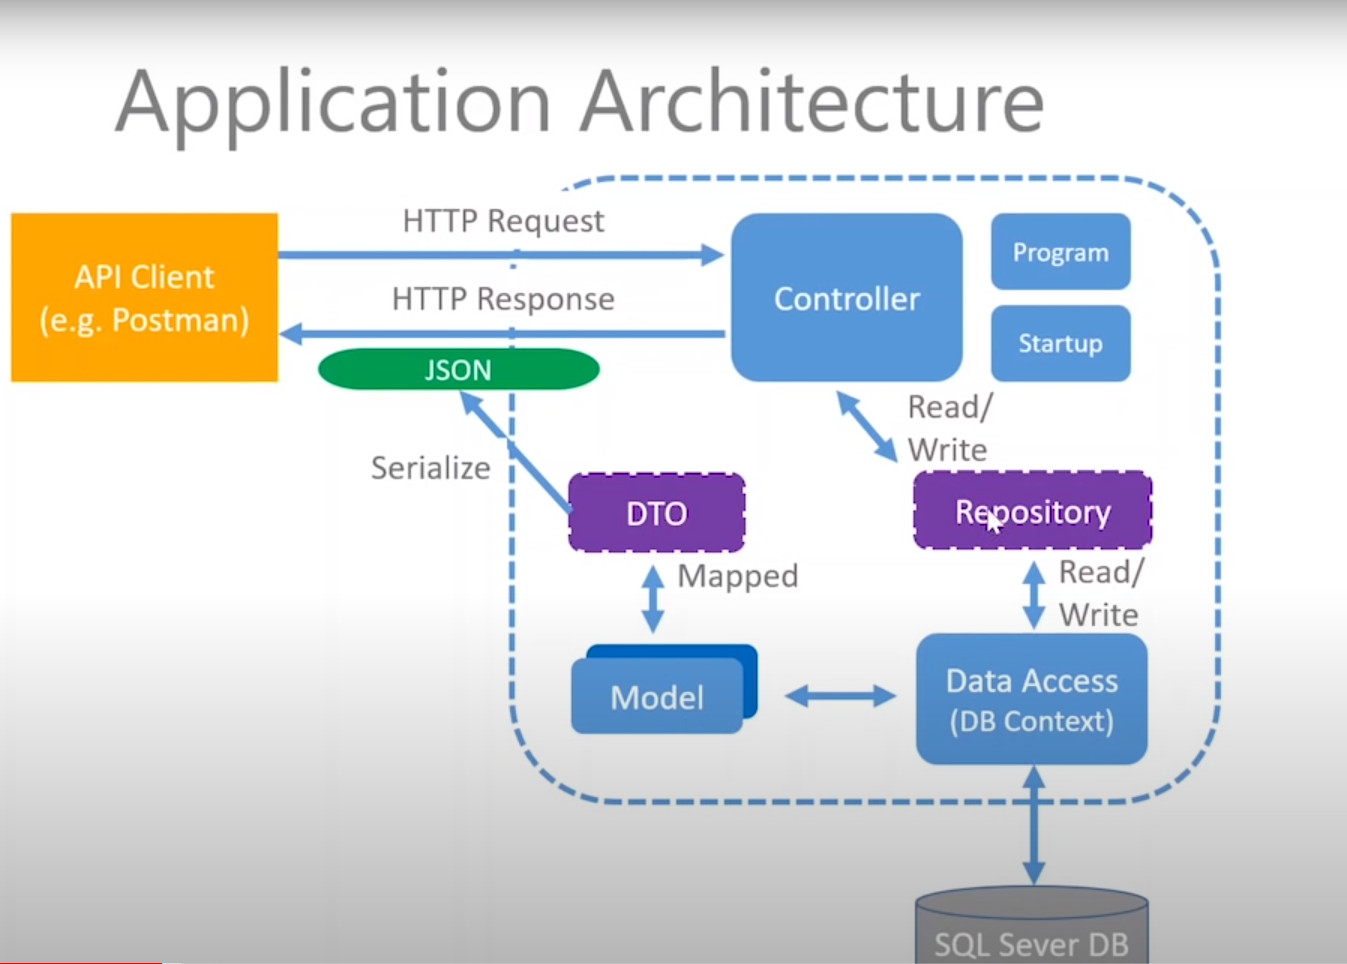 Application Architecture
HTTP Request
API Client
(e.g. Postman)
HTTP Response
JSON
Controller
Program
Startup
Read/
Write
Serialize
DTO
Repository
Mapped
Read/
Write
Model
Data Access
(DB Context)
SQL Sever DB